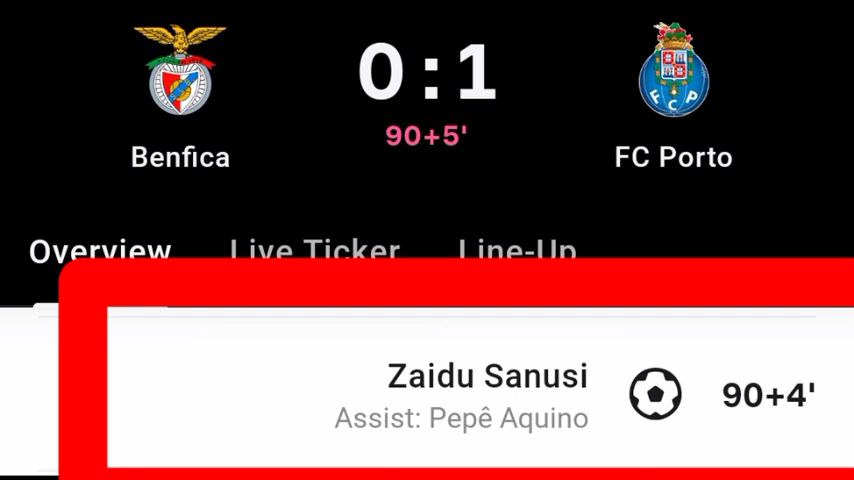 0 : 1
90+5'
Benfica
FC Porto
FCP
Overview
Live Ticker
Line-Up
Zaidu Sanusi
90+4'
Assist: Pepê Aquino